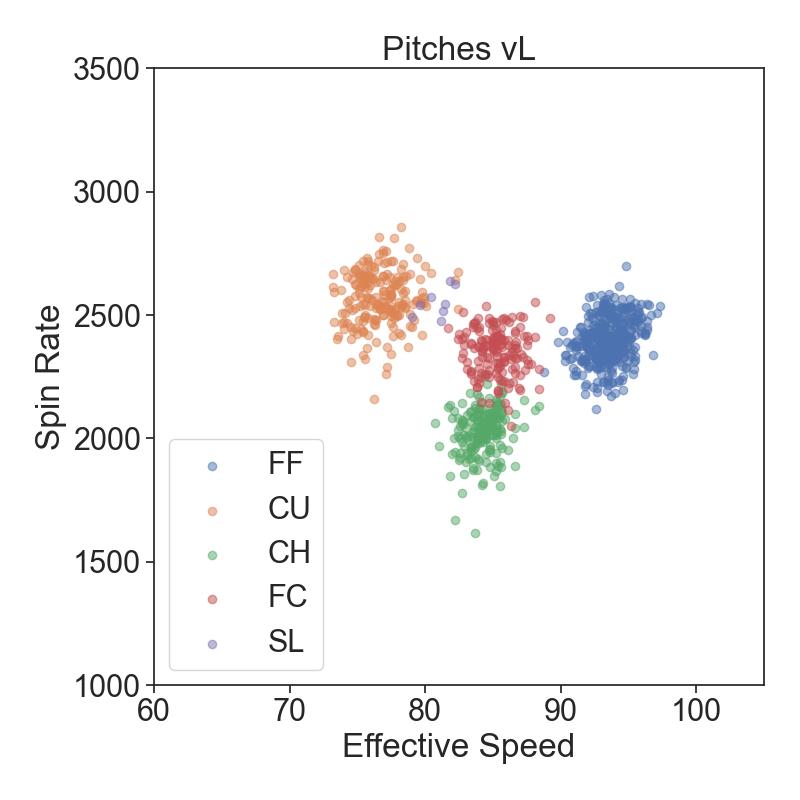 Pitches vL
3500
3000
2500
2000
1500
1000
Spin Rate
FF
CU
CH
FC
SL
60 70 80 90 100
Effective Speed